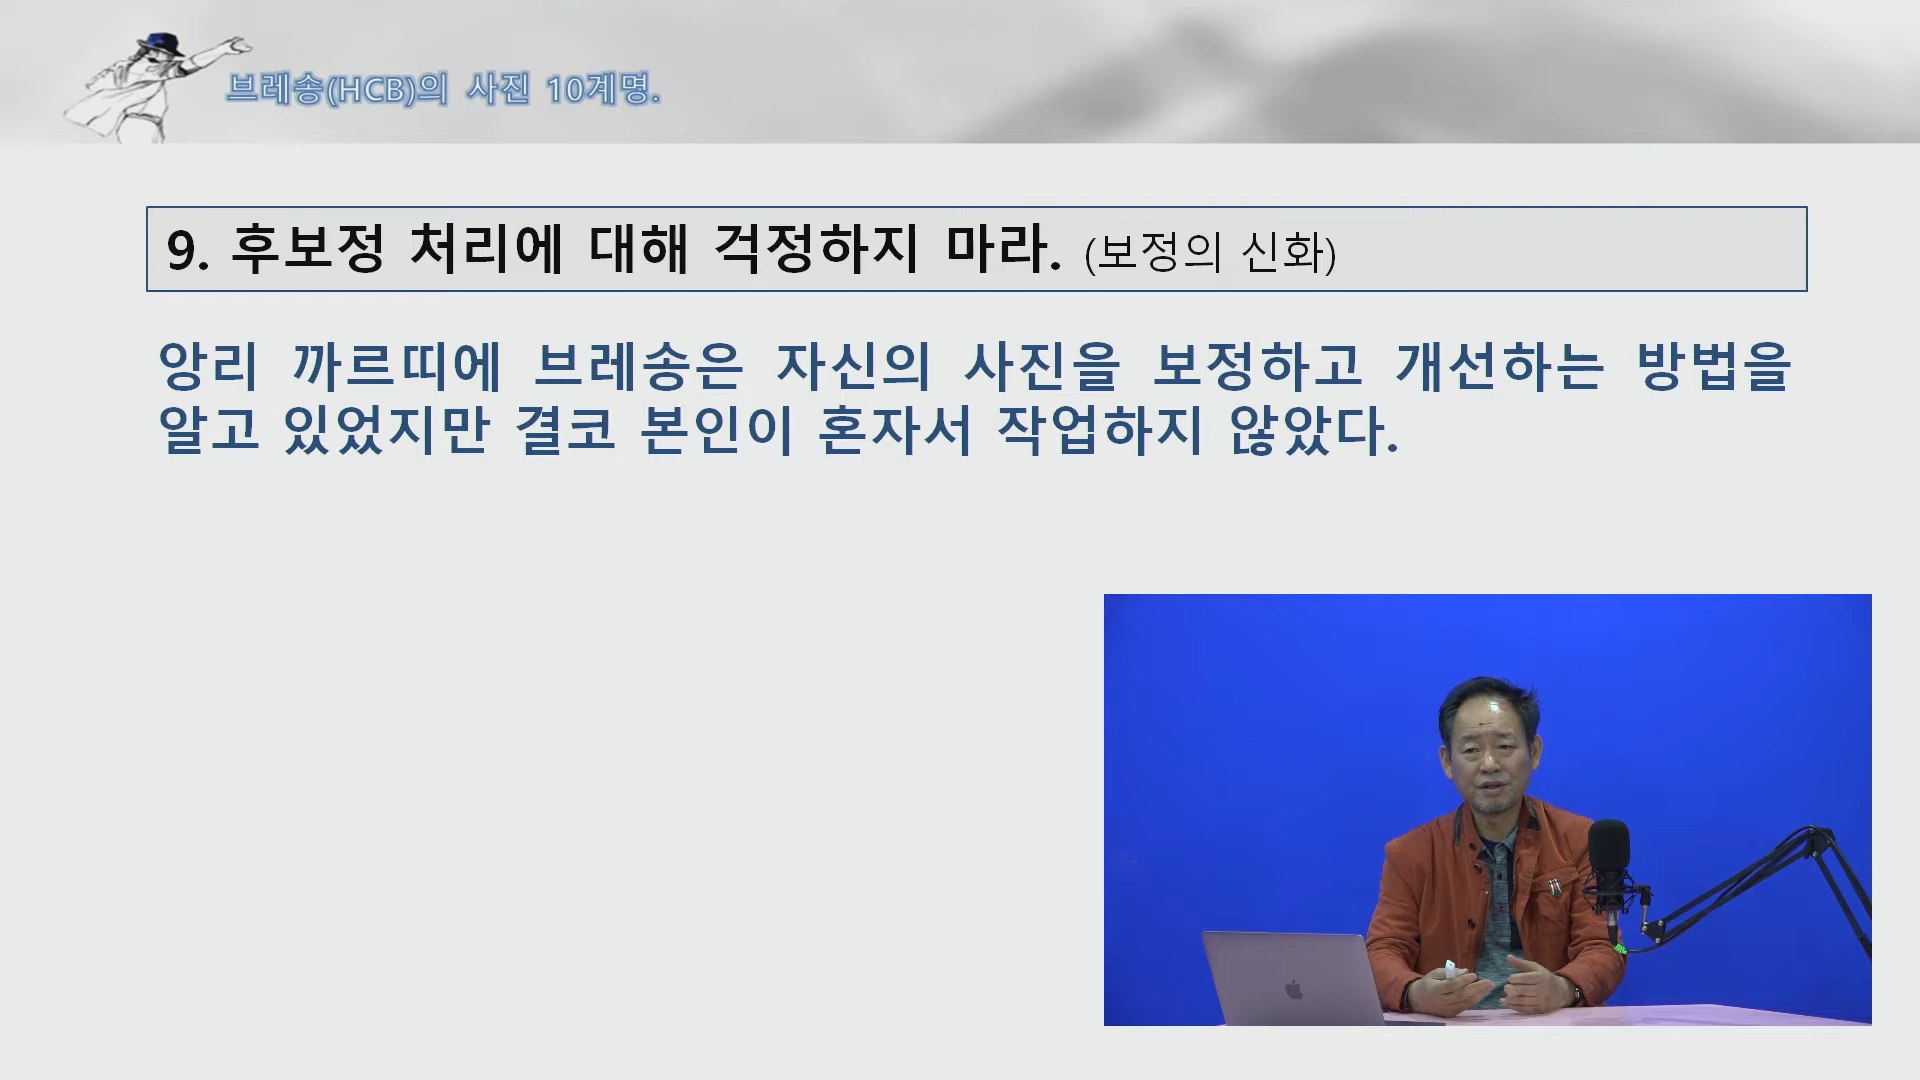 브레송(HCB)의 사진 10계명.
9. 후보정 처리에 대해 걱정하지 마라. (보정의 신화)
앙리 까르띠에 브레송은 자신의 사진을 보정하고 개선하는 방법을
알고 있었지만 결코 본인이 혼자서 작업하지 않았다.